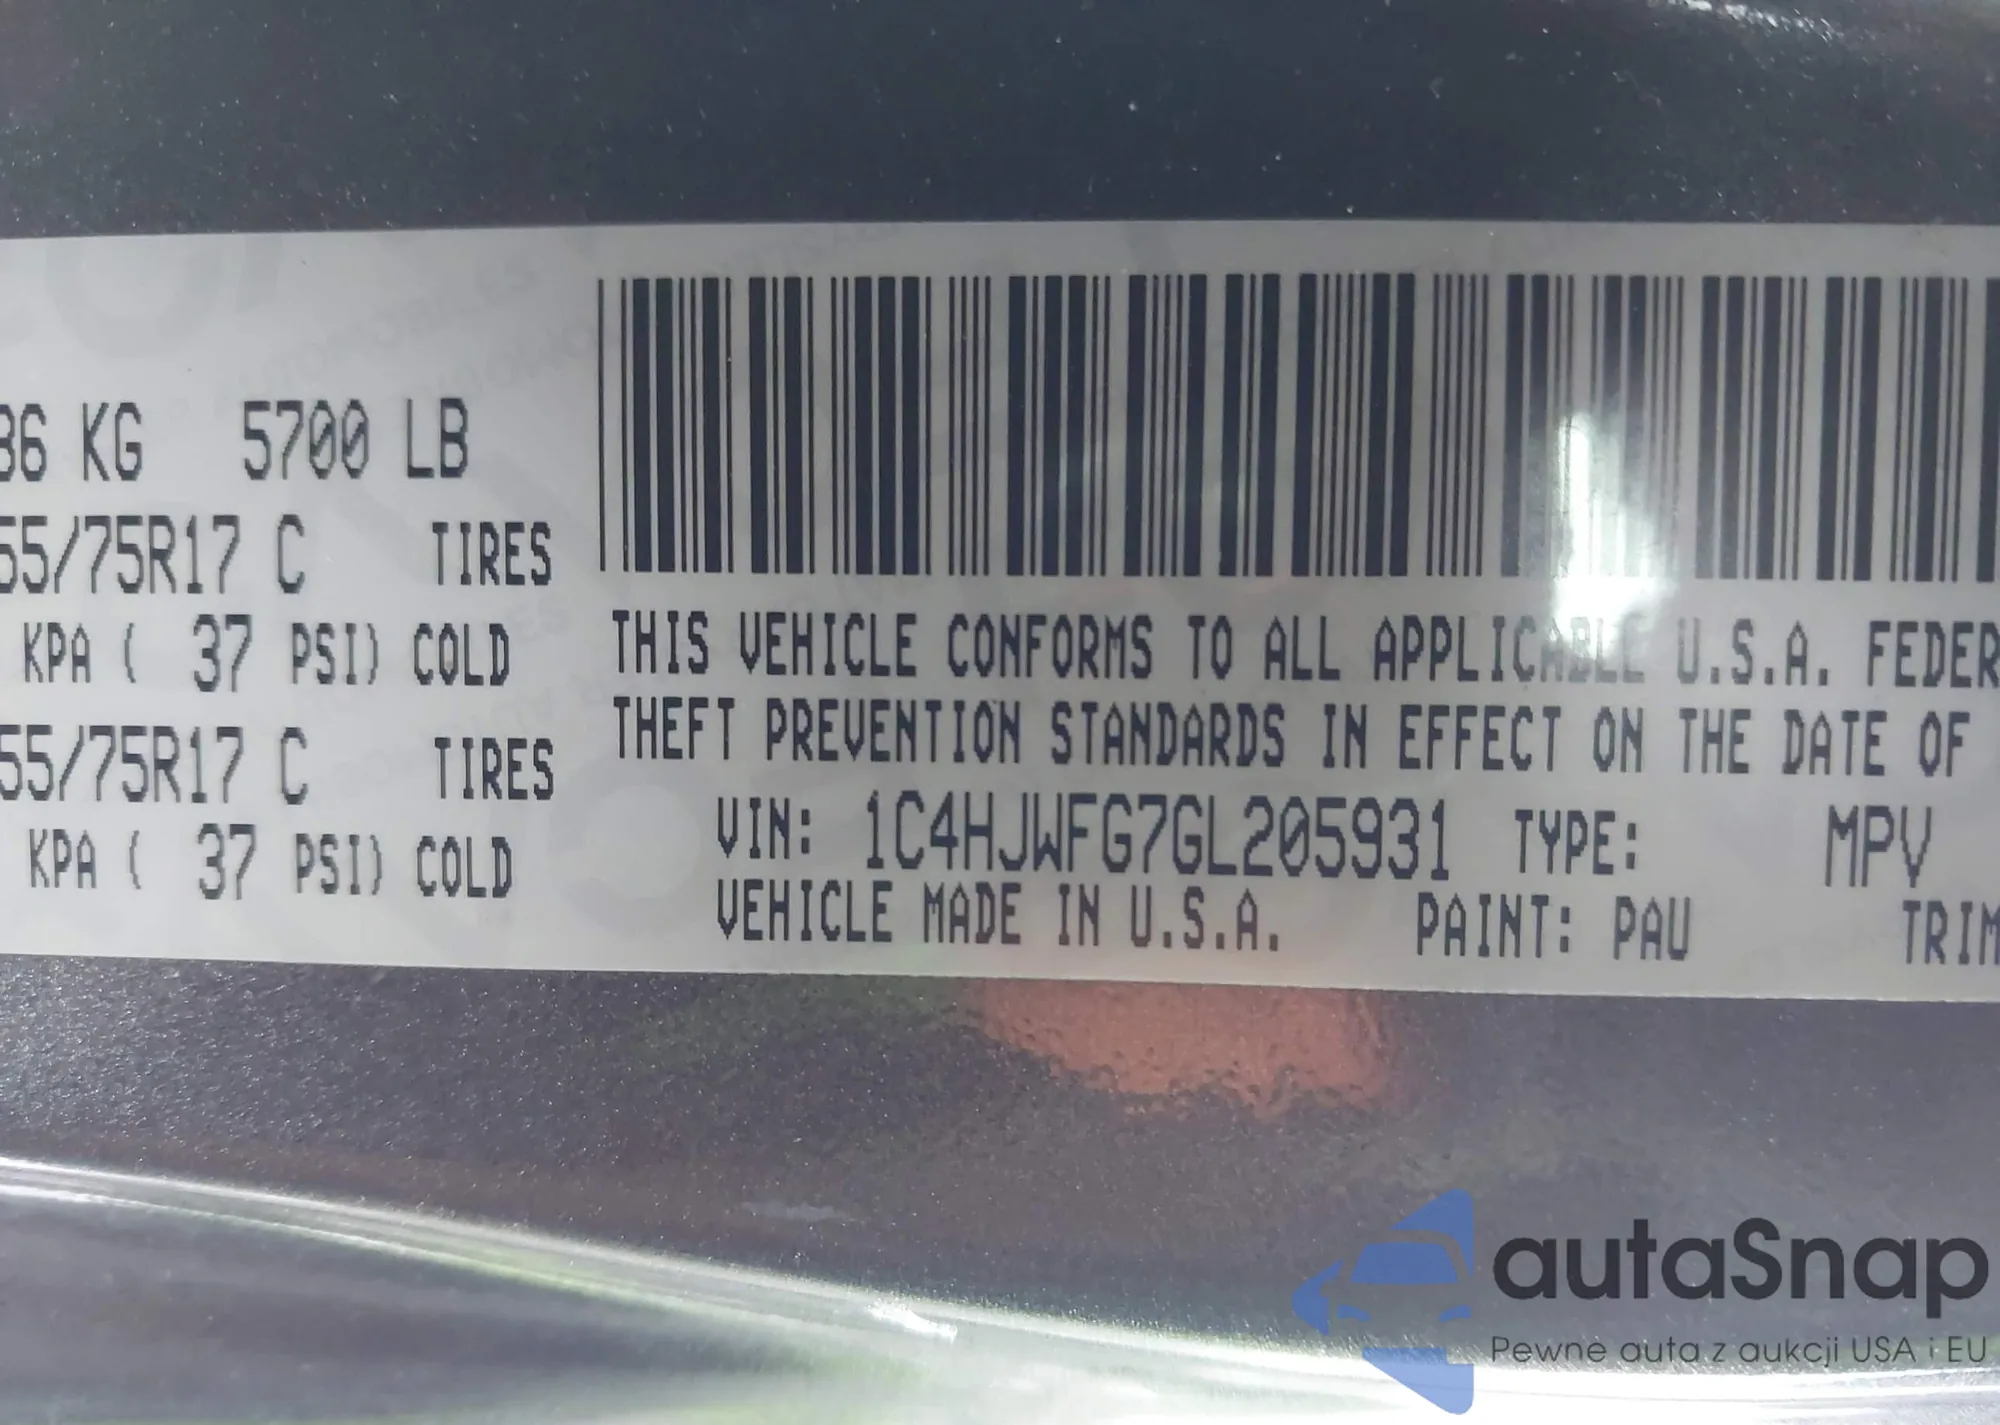 36 KG 5700 LB
55/75R17 C TIRES
KPA ( 37 PSI) COLD
55/75R17 C TIRES
KPA ( 37 PSI) COLD
THIS VEHICLE CONFORMS TO ALL APPLICABLE U.S.A. FEDER
THEFT PREVENTION STANDARDS IN EFFECT ON THE DATE OF
VIN: 1C4HJWFG7GL205931 TYPE: MPV
VEHICLE MADE IN U.S.A. PAINT: PAU TRIM
autaSnap
Pewne auta z aukcji USA i EU